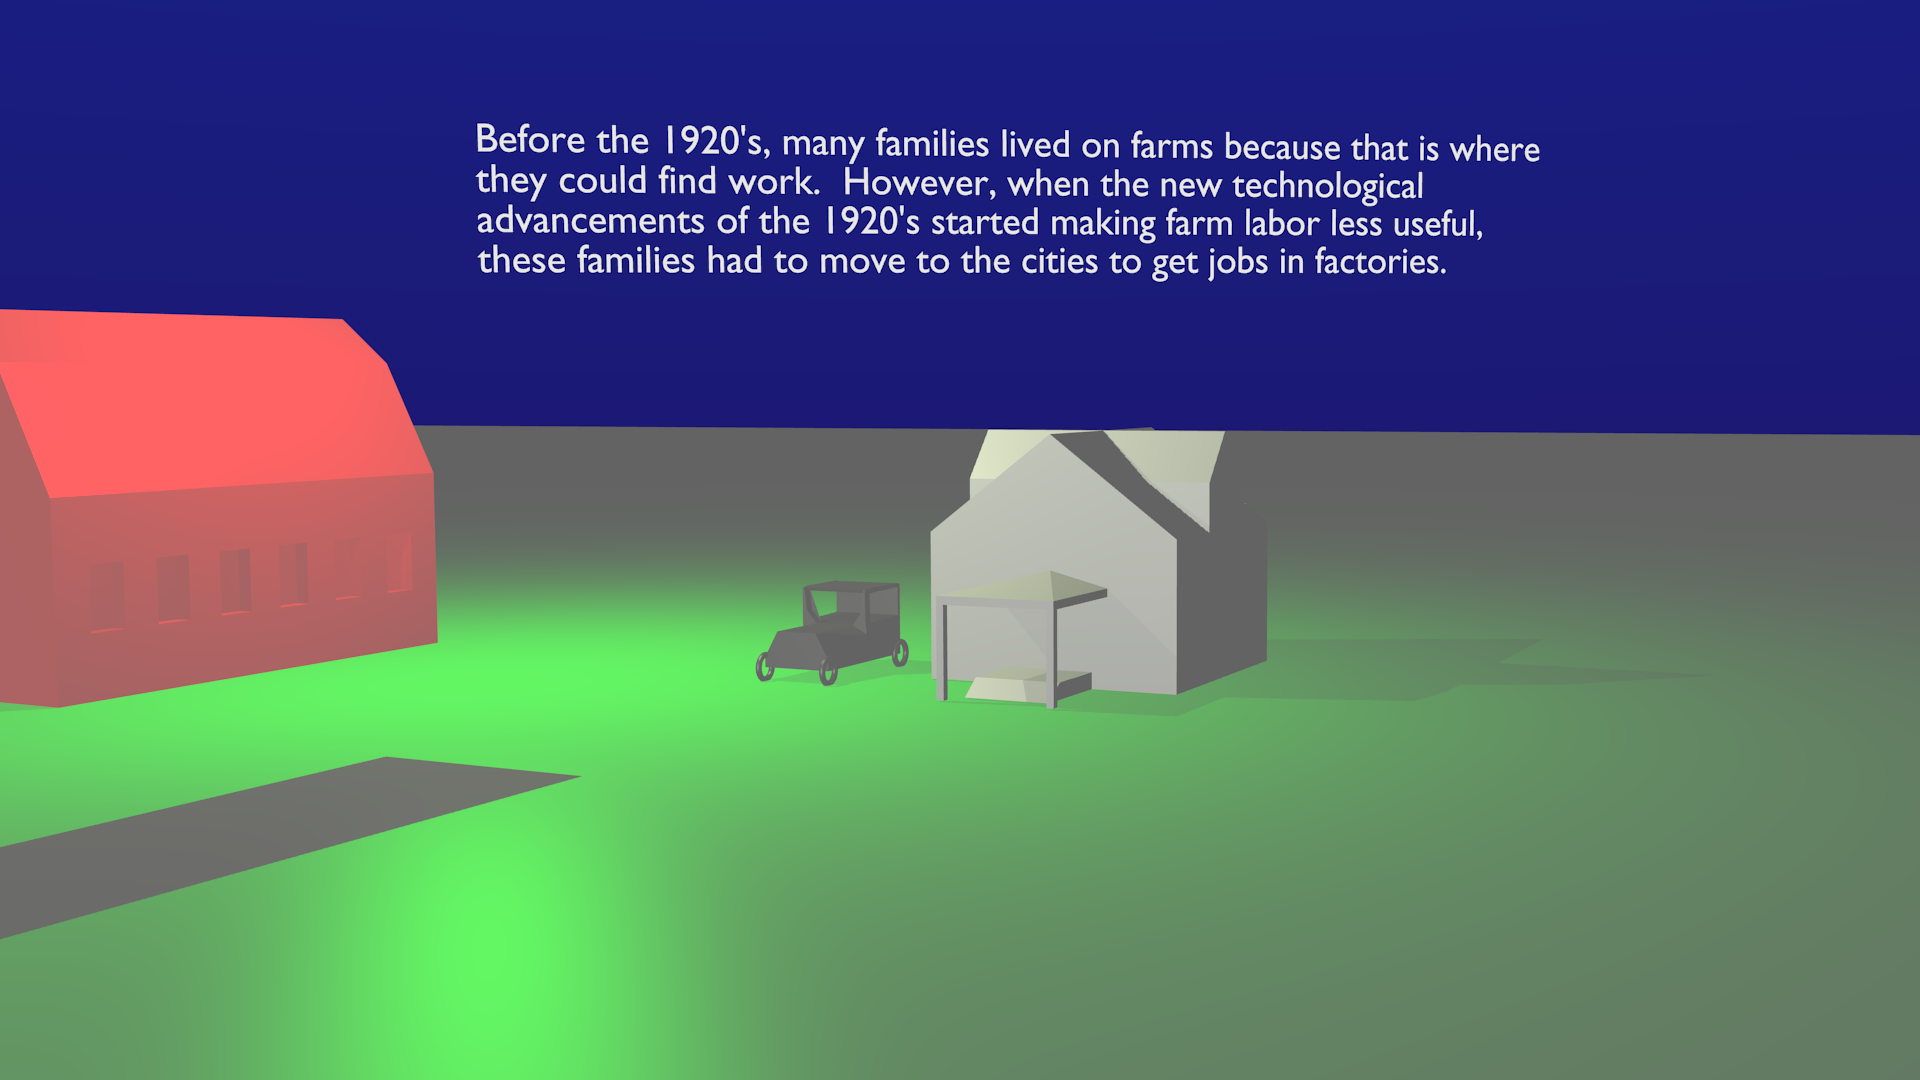 Before the 1920's, many families lived on farms because that is where
they could find work.  However, when the new technological
advancements of the 1920's started making farm labor less useful,
these families had to move to the cities to get jobs in factories.